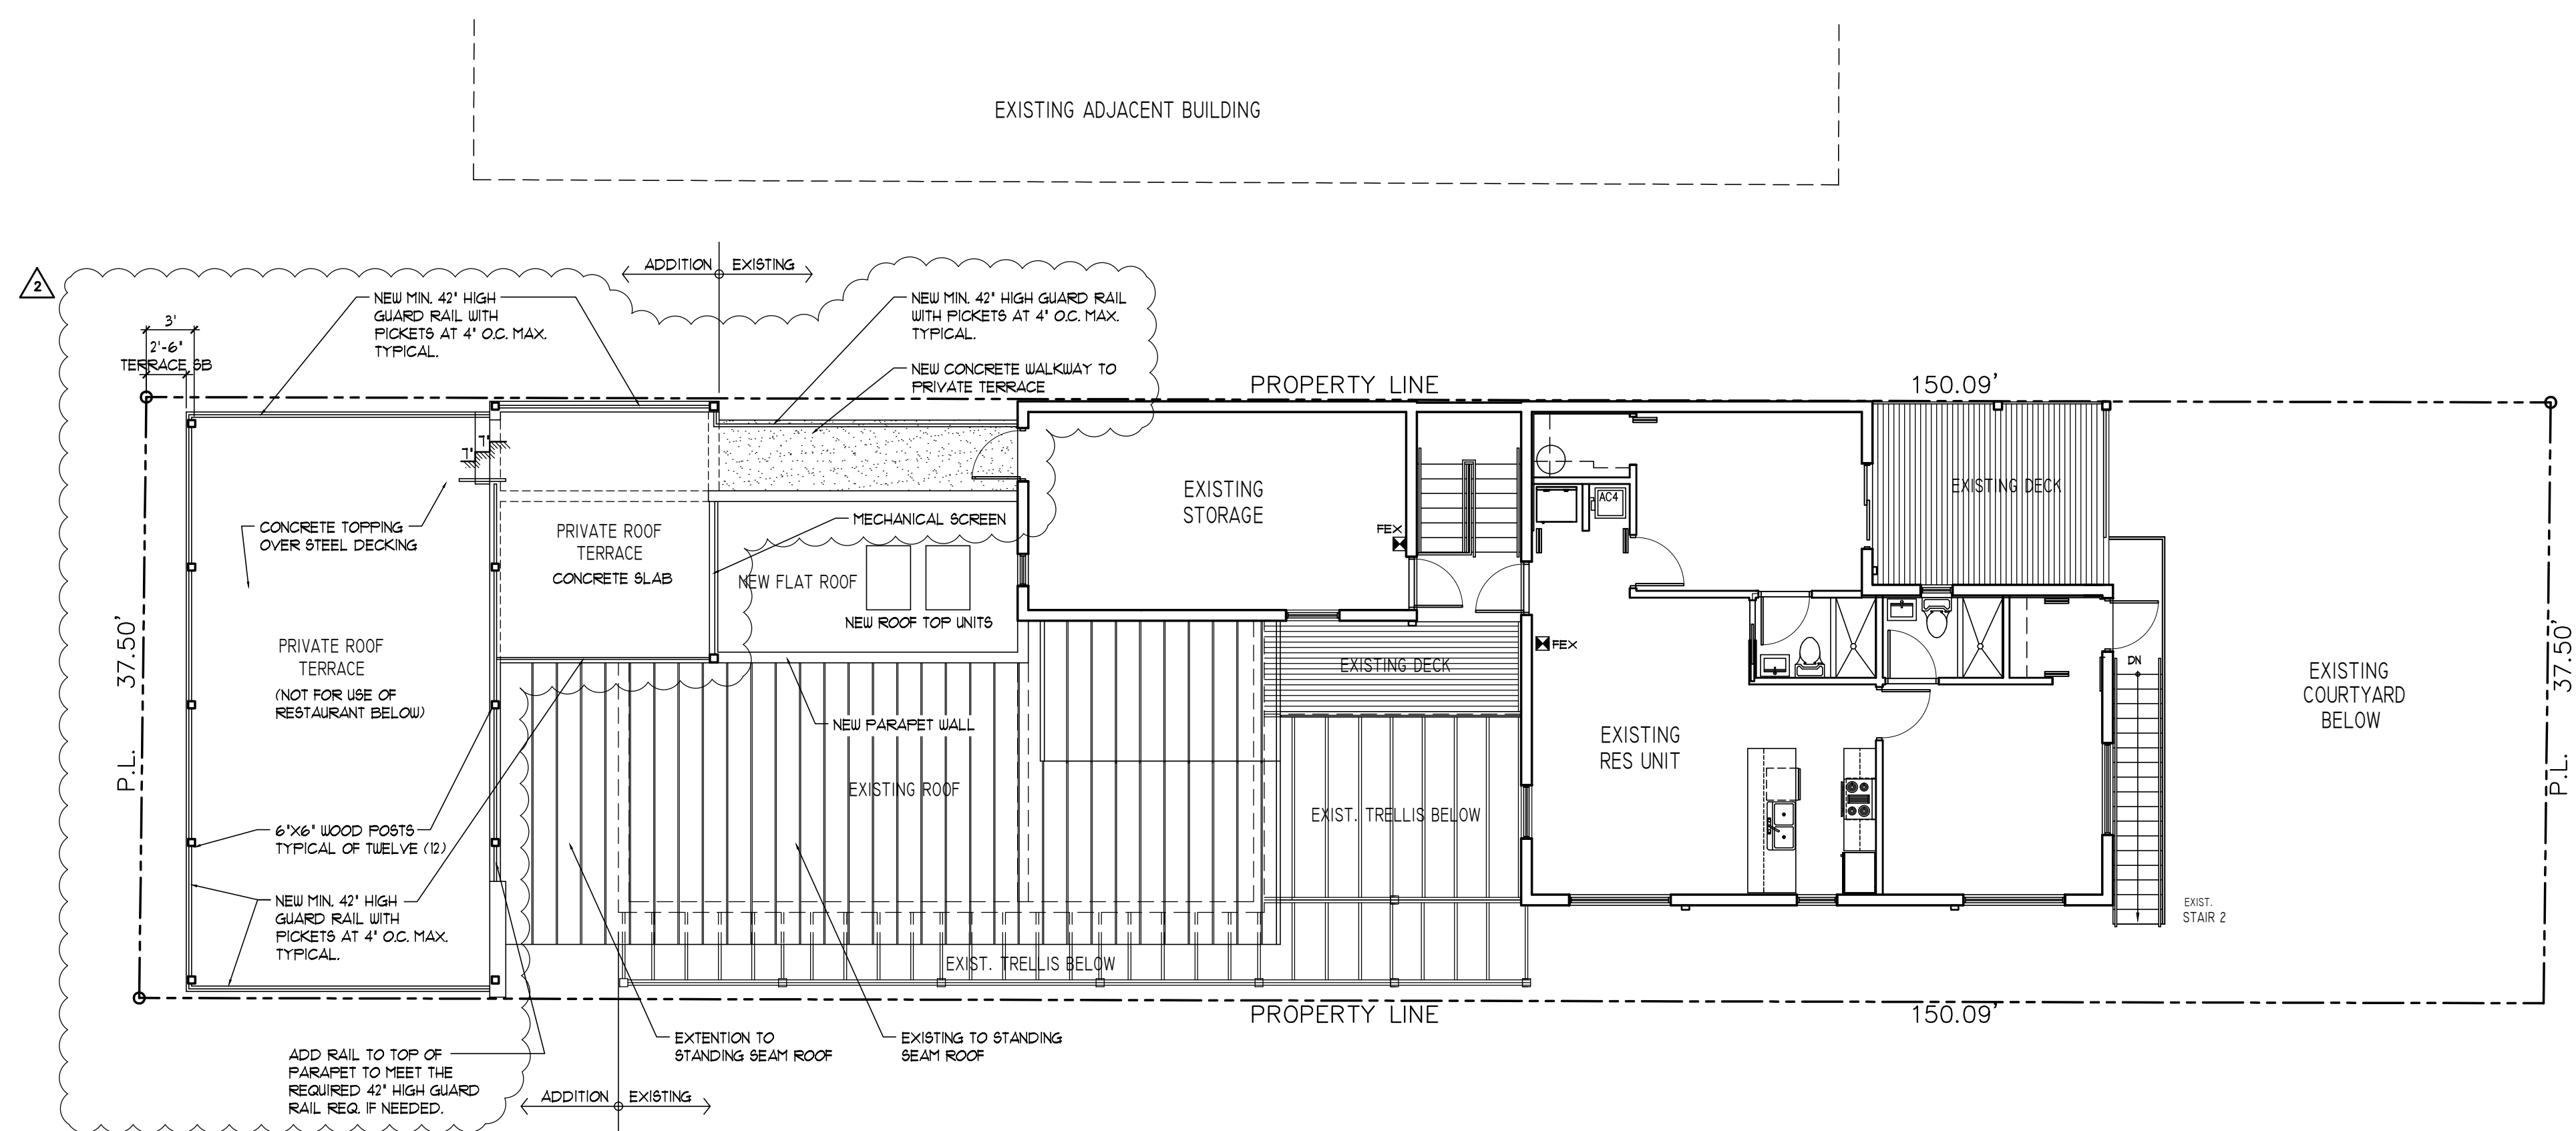 EXISTING ADJACENT BUILDING
2
ADDITION EXISTING
NEW MIN. 42" HIGH
GUARD RAIL WITH
PICKETS AT 4" O.C. MAX.
TYPICAL.
NEW MIN. 42" HIGH GUARD RAIL
WITH PICKETS AT 4" O.C. MAX.
TYPICAL.
3'
2'-6"
TERRACE SB
NEW CONCRETE WALKWAY TO
PRIVATE TERRACE
PROPERTY LINE
150.09'
7"
7"
CONCRETE TOPPING
OVER STEEL DECKING
PRIVATE ROOF
TERRACE
CONCRETE SLAB
MECHANICAL SCREEN
NEW FLAT ROOF
NEW ROOF TOP UNITS
EXISTING
STORAGE
FEX
AC4
EXISTING DECK
37.50'
P.L.
PRIVATE ROOF
TERRACE
(NOT FOR USE OF
RESTAURANT BELOW)
NEW PARAPET WALL
EXISTING DECK
FEX
DN
EXISTING
COURTYARD
BELOW
37.50'
P.L.
EXISTING
RES UNIT
EXISTING ROOF
EXIST. TRELLIS BELOW
6"X6" WOOD POSTS
TYPICAL OF TWELVE (12)
NEW MIN. 42" HIGH
GUARD RAIL WITH
PICKETS AT 4" O.C. MAX.
TYPICAL.
EXIST.
STAIR 2
EXIST. TRELLIS BELOW
PROPERTY LINE
150.09'
EXTENTION TO
STANDING SEAM ROOF
EXISTING TO STANDING
SEAM ROOF
ADD RAIL TO TOP OF
PARAPET TO MEET THE
REQUIRED 42" HIGH GUARD
RAIL REQ. IF NEEDED.
ADDITION EXISTING